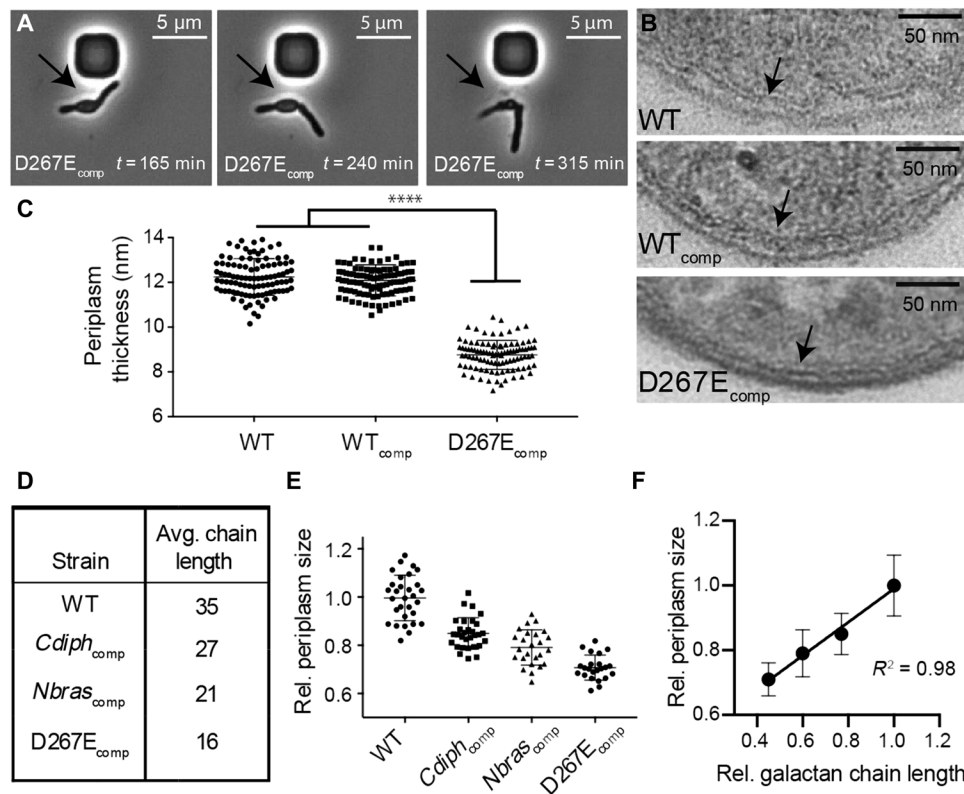 A
5 µm
5 µm
5 µm
D267Ecomp t = 165 min
D267Ecomp t = 240 min
D267Ecomp t = 315 min
B
50 nm
WT
50 nm
WTcomp
50 nm
D267Ecomp
C
****
Periplasm
thickness (nm)
14
12
10
8
6
WT WTcomp D267Ecomp
D
Strain
Avg. chain
length
WT 35
Cdiphcomp 27
Nbrascomp 21
D267Ecomp 16
E
Rel. periplasm size
1.2
1.0
0.8
0.6
WT Cdiphcomp Nbrascomp D267Ecomp
F
Rel. periplasm size
1.2
1.0
0.8
0.6
R2 = 0.98
0.4 0.6 0.8 1.0 1.2
Rel. galactan chain length